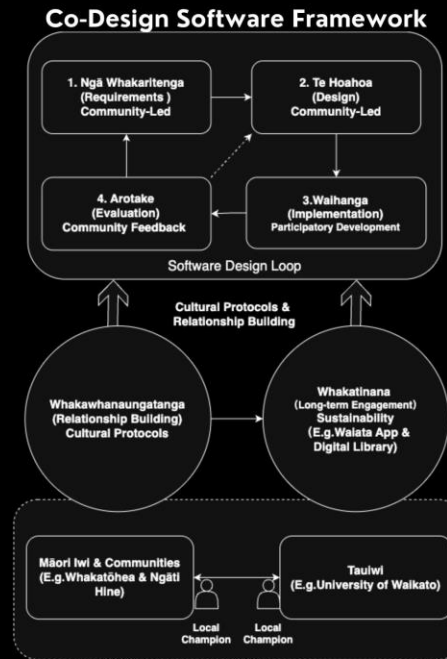 Co-Design Software Framework
1. Ngā Whakaritenga
(Requirements )
Community-Led
2. Te Hoahoa
(Design)
Community-Led
4. Arotake
(Evaluation)
Community Feedback
3.Waihanga
(Implementation)
Participatory Development
Software Design Loop
Cultural Protocols &
Relationship Building
Whakawhanaungatanga
(Relationship Building)
Cultural Protocols
Whakatinana
(Long-term Engagement)
Sustainability
(E.g.Waiata App &
Digital Library)
Māori Iwi & Communities
(E.g.Whakatōhea & Ngāti
Hine)
Tauiwi
(E.g.University of Waikato)
Local
Champion
Local
Champion